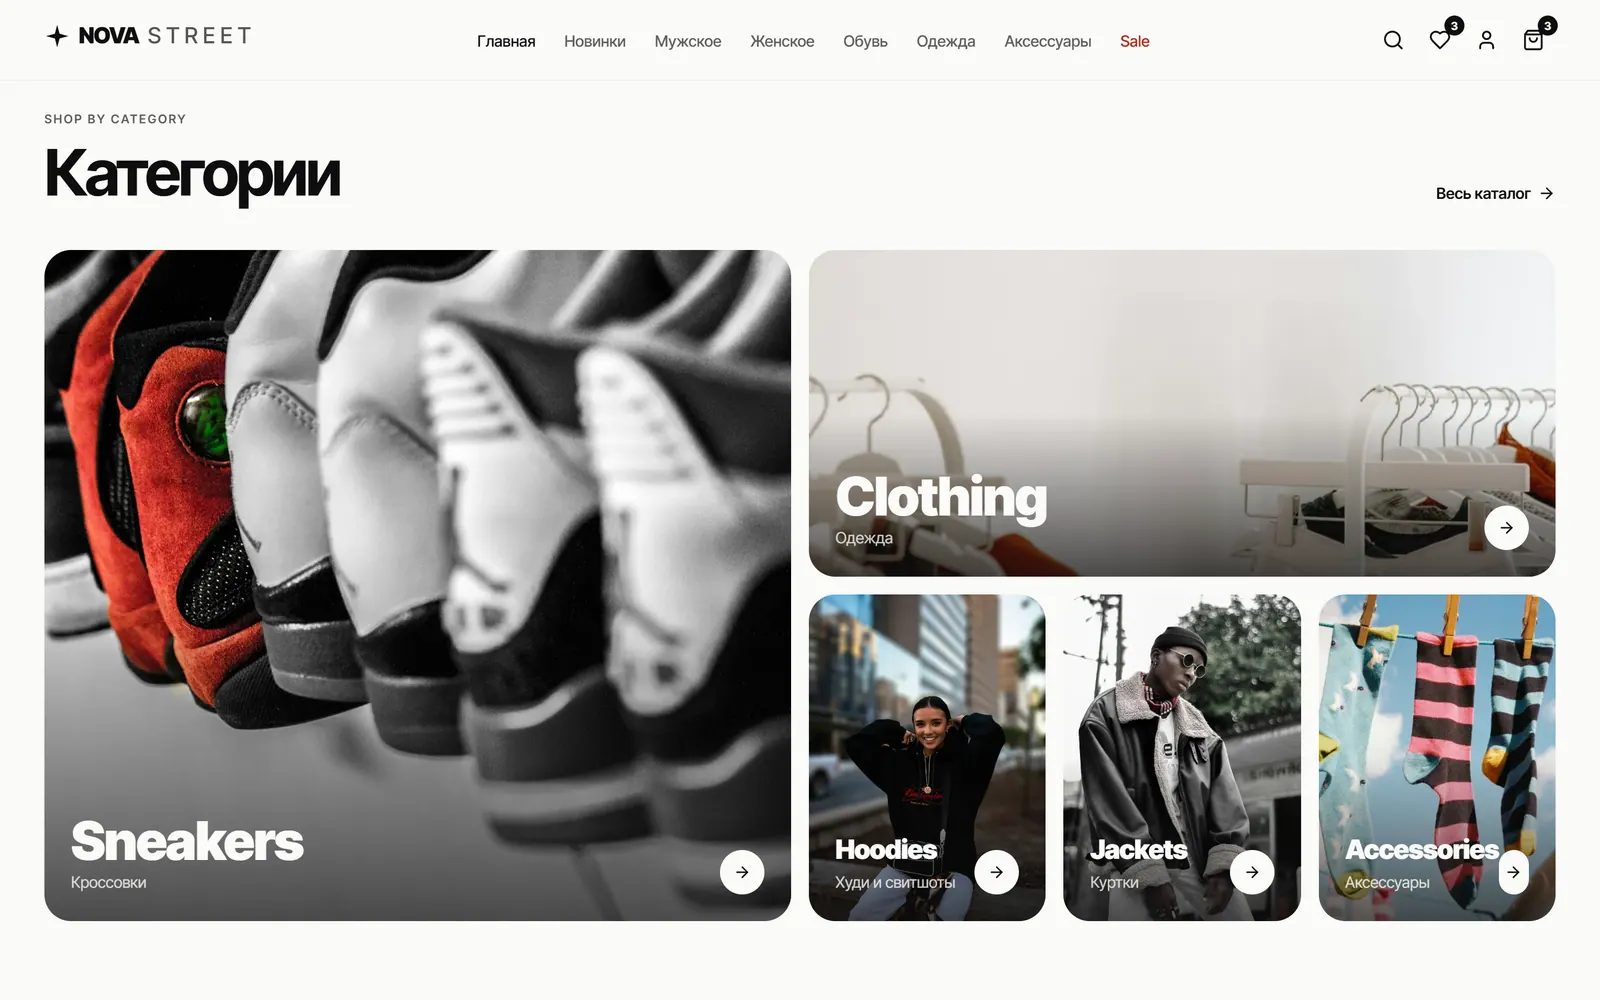 NOVA STREET
Главная Новинки Мужское Женское Обувь Одежда Аксессуары Sale
3 3
SHOP BY CATEGORY
Категории
Весь каталог
Clothing
Одежда
Sneakers
Кроссовки
Hoodies
Худи и свитшоты
Jackets
Куртки
Accessories
Аксессуары